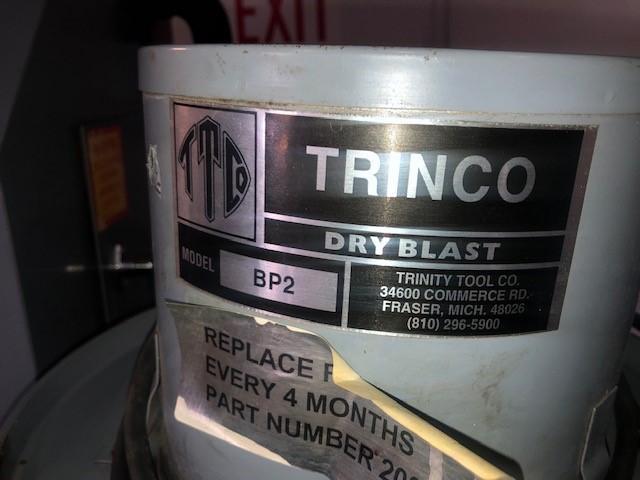 EXIT
TTCO
TRINCO
DRY BLAST
MODEL BP2
TRINITY TOOL CO.
34600 COMMERCE RD.
FRASER, MICH. 48026
(810) 296-5900
REPLACE
EVERY 4 MONTHS
PART NUMBER